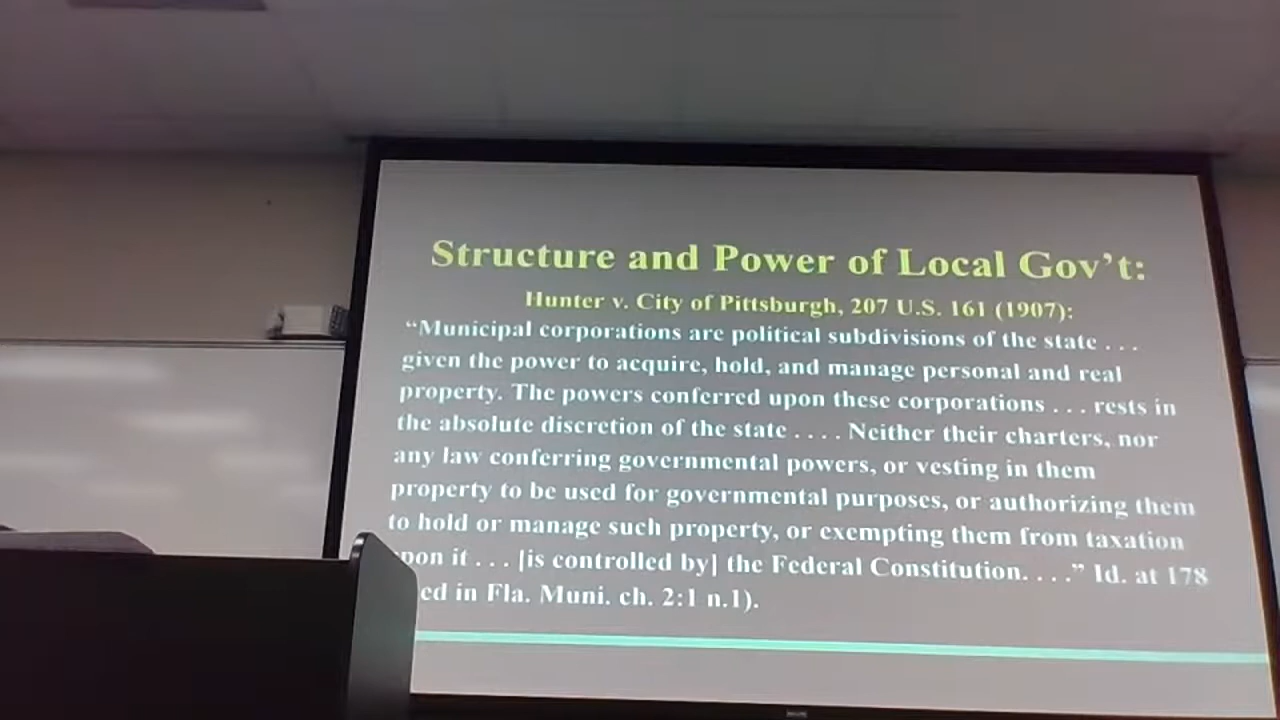 Structure and Power of Local Gov't:
Hunter v. City of Pittsburgh, 207 U.S. 161 (1907):
“Municipal corporations are political subdivisions of the state . . .
given the power to acquire, hold, and manage personal and real
property. The powers conferred upon these corporations . . . rests in
the absolute discretion of the state . . . . Neither their charters, nor
any law conferring governmental powers, or vesting in them
property to be used for governmental purposes, or authorizing them
to hold or manage such property, or exempting them from taxation
pon it . . . [is controlled by] the Federal Constitution. . . .” Id. at 178
ed in Fla. Muni. ch. 2:1 n.1).